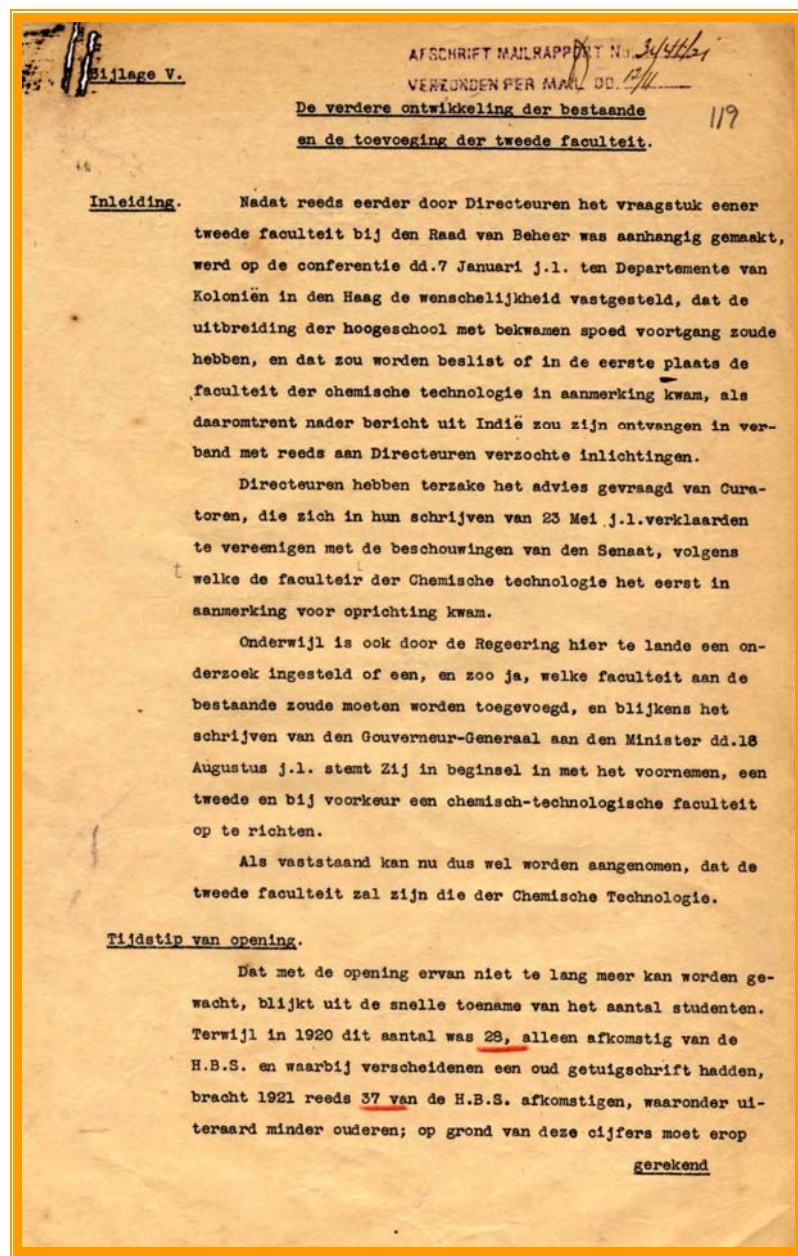 Bijlage V.
AFSCHRIFT MAILRAPPORT No.
VERZONDEN PER MAIL DD. 12/11
119
De verdere ontwikkeling der bestaande
en de toevoeging der tweede faculteit.
Inleiding. Nadat reeds eerder door Directeuren het vraagstuk eener
tweede faculteit bij den Raad van Beheer was aanhangig gemaakt,
werd op de conferentie dd.7 Januari j.l. ten Departemente van
Koloniën in den Haag de wenschelijkheid vastgesteld, dat de
uitbreiding der hoogeschool met bekwamen spoed voortgang zoude
hebben, en dat zou worden beslist of in de eerste plaats de
faculteit der chemische technologie in aanmerking kwam, als
daaromtrent nader bericht uit Indië zou zijn ontvangen in ver-
band met reeds aan Directeuren verzochte inlichtingen.
Directeuren hebben terzake het advies gevraagd van Cura-
toren, die zich in hun schrijven van 23 Mei j.l.verklaarden
te vereenigen met de beschouwingen van den Senaat, volgens
t welke de faculteir der Chemische technologie het eerst in
aanmerking voor oprichting kwam.
Onderwijl is ook door de Regeering hier te lande een on-
derzoek ingesteld of een, en zoo ja, welke faculteit aan de
bestaande zoude moeten worden toegevoegd, en blijkens het
schrijven van den Gouverneur-Generaal aan den Minister dd.18
Augustus j.l. stemt Zij in beginsel in met het voornemen, een
tweede en bij voorkeur een chemisch-technologische faculteit
op te richten.
Als vaststaand kan nu dus wel worden aangenomen, dat de
tweede faculteit zal zijn die der Chemische Technologie.
Tijdstip van opening.
Dat met de opening ervan niet te lang meer kan worden ge-
wacht, blijkt uit de snelle toename van het aantal studenten.
Terwijl in 1920 dit aantal was 28, alleen afkomstig van de
H.B.S. en waarbij verscheidenen een oud getuigschrift hadden,
bracht 1921 reeds 37 van de H.B.S. afkomstigen, waaronder ui-
teraard minder ouderen; op grond van deze cijfers moet erop
gerekend